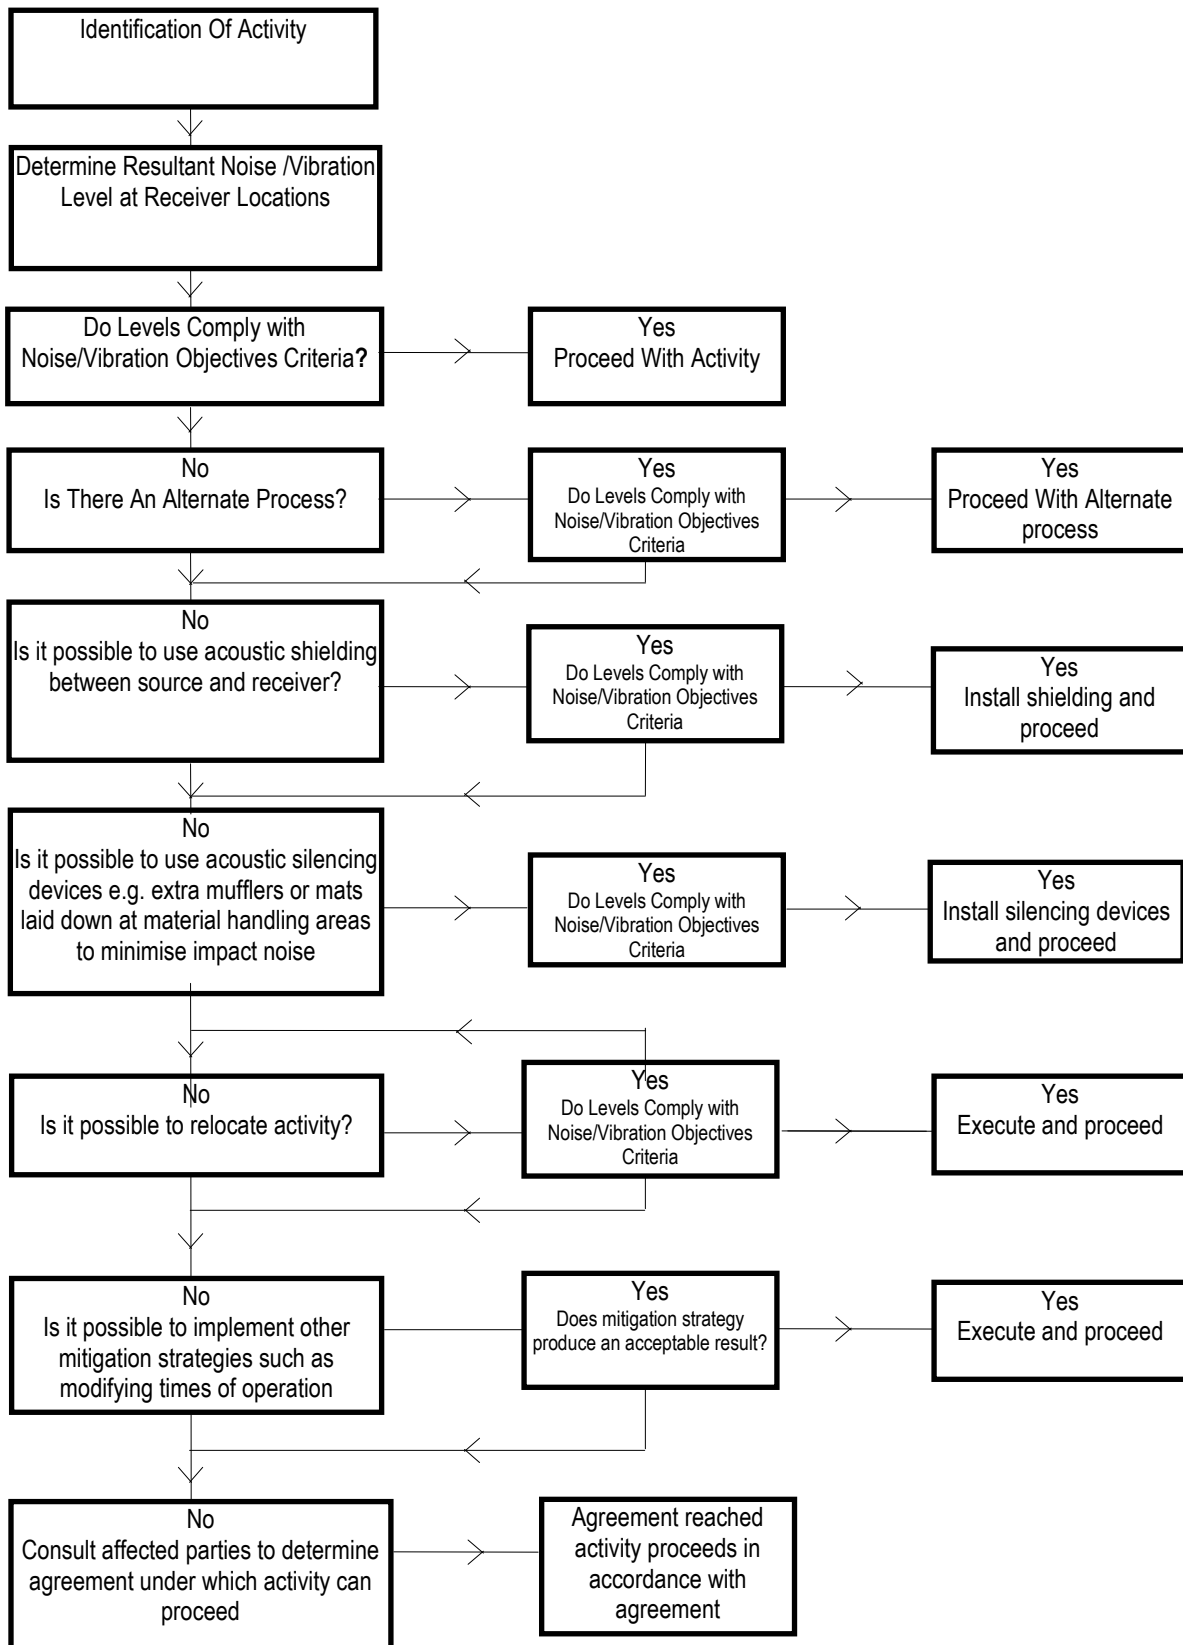 Identification Of Activity
Determine Resultant Noise /Vibration
Level at Receiver Locations
Do Levels Comply with
Noise/Vibration Objectives Criteria?
Yes
Proceed With Activity
No
Is There An Alternate Process?
Yes
Do Levels Comply with
Noise/Vibration Objectives
Criteria
Yes
Proceed With Alternate
process
No
Is it possible to use acoustic shielding
between source and receiver?
Yes
Do Levels Comply with
Noise/Vibration Objectives
Criteria
Yes
Install shielding and
proceed
No
Is it possible to use acoustic silencing
devices e.g. extra mufflers or mats
laid down at material handling areas
to minimise impact noise
Yes
Do Levels Comply with
Noise/Vibration Objectives
Criteria
Yes
Install silencing devices
and proceed
No
Is it possible to relocate activity?
Yes
Do Levels Comply with
Noise/Vibration Objectives
Criteria
Yes
Execute and proceed
No
Is it possible to implement other
mitigation strategies such as
modifying times of operation
Yes
Does mitigation strategy
produce an acceptable result?
Yes
Execute and proceed
No
Consult affected parties to determine
agreement under which activity can
proceed
Agreement reached
activity proceeds in
accordance with
agreement